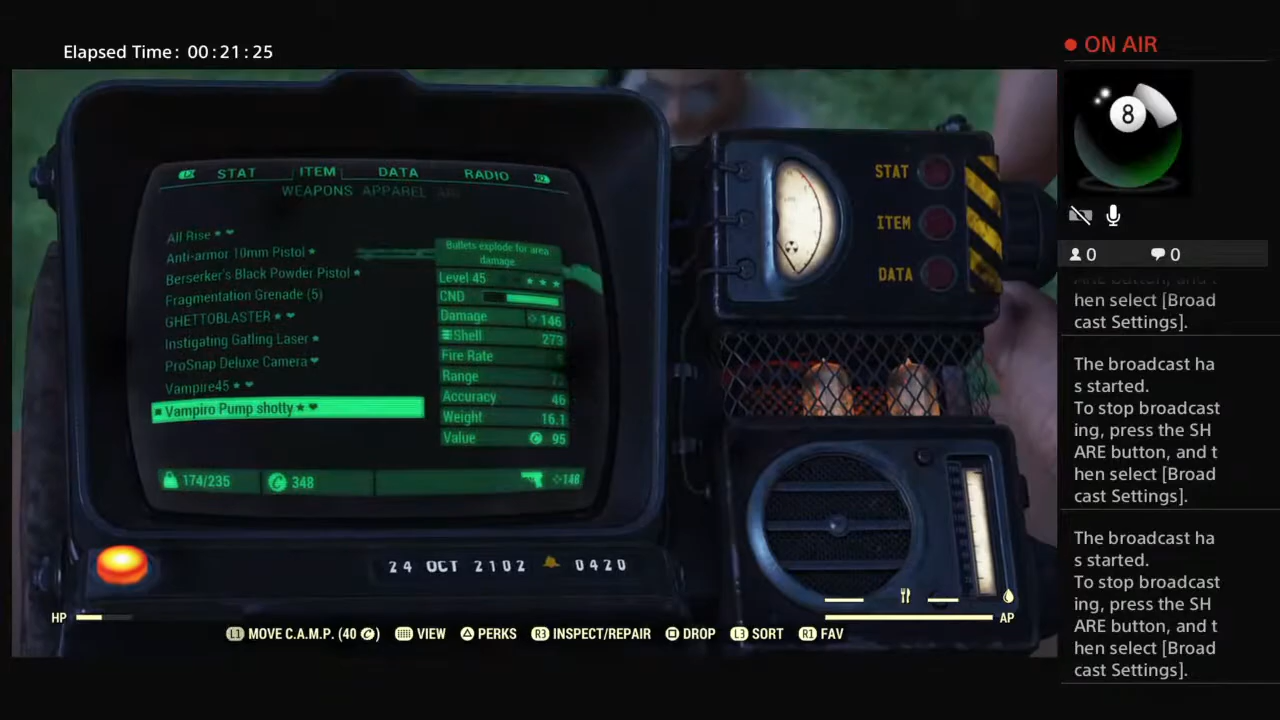 Elapsed Time: 00:21:25
ON AIR
8
0 0
STAT ITEM DATA RADIO
WEAPONS APPAREL
All Rise
Anti-armor 10mm Pistol
Berserker's Black Powder Pistol
Fragmentation Grenade (5)
GHETTOBLASTER
Instigating Gatling Laser
ProSnap Deluxe Camera
Vampire45
Vampiro Pump shotty
Bullets explode for area
damage.
Level 45
CND
Damage 146
Shell 273
Fire Rate
Range
Accuracy 46
Weight 16.1
Value 95
174/235 348
STAT
ITEM
DATA
24 OCT 2102 0420
HP
AP
L1 MOVE C.A.M.P. (40 ) VIEW PERKS R3 INSPECT/REPAIR DROP L3 SORT R1 FAV
hen select [Broad
cast Settings].
The broadcast ha
s started.
To stop broadcast
ing, press the SH
ARE button, and t
hen select [Broad
cast Settings].
The broadcast ha
s started.
To stop broadcast
ing, press the SH
ARE button, and t
hen select [Broad
cast Settings].